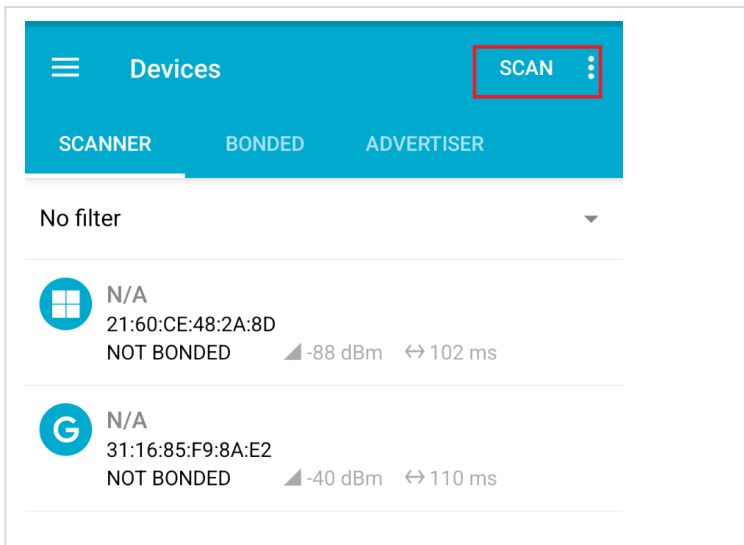 Devices SCAN
SCANNER BONDED ADVERTISER
No filter
N/A
21:60:CE:48:2A:8D
NOT BONDED -88 dBm 102 ms
G N/A
31:16:85:F9:8A:E2
NOT BONDED -40 dBm 110 ms